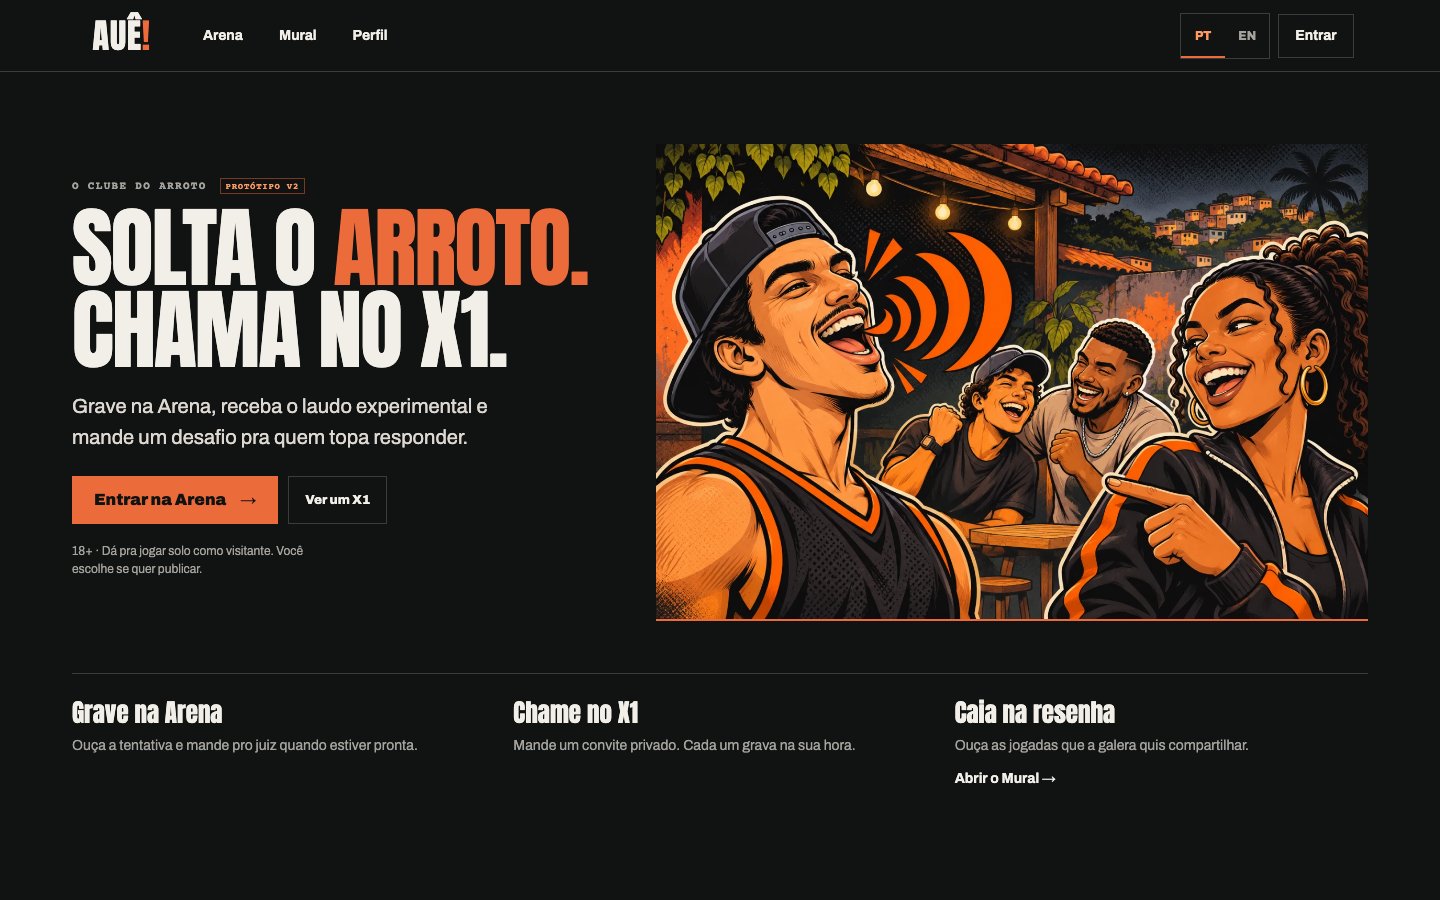 AUÊ!
Arena
Mural
Perfil
PT
EN
Entrar
O CLUBE DO ARROTO
PROTÓTIPO V2
SOLTA O ARROTO.
CHAMA NO X1.
Grave na Arena, receba o laudo experimental e
mande um desafio pra quem topa responder.
Entrar na Arena →
Ver um X1
18+ · Dá pra jogar solo como visitante. Você
escolhe se quer publicar.
Grave na Arena
Ouça a tentativa e mande pro juiz quando estiver pronta.
Chame no X1
Mande um convite privado. Cada um grava na sua hora.
Caia na resenha
Ouça as jogadas que a galera quis compartilhar.
Abrir o Mural →